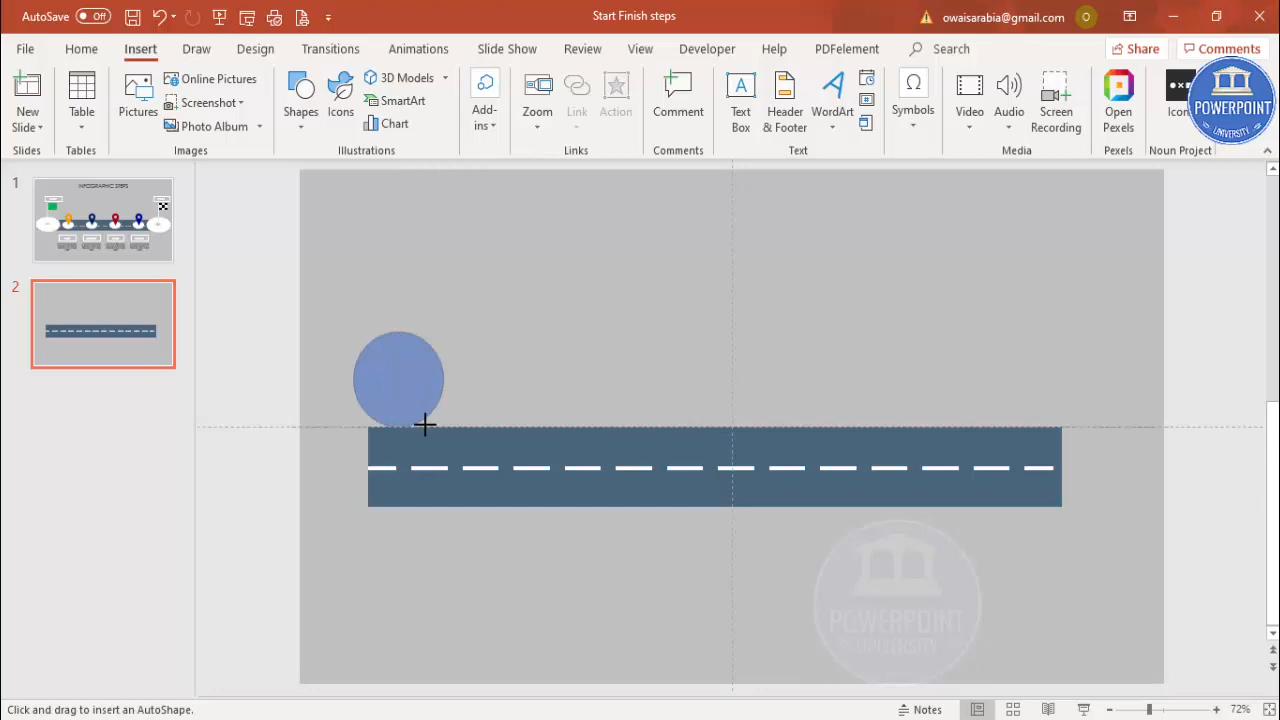 AutoSave Off Start Finish steps owaisarabia@gmail.com O
File Home Insert Draw Design Transitions Animations Slide Show Review View Developer Help PDFelement Search Share Comments
New Slide
Table
Pictures
Online Pictures
Screenshot
Photo Album
Shapes
Icons
3D Models
SmartArt
Chart
Add-ins
Zoom
Link
Action
Comment
Text Box
Header & Footer
WordArt
Symbols
Video
Audio
Screen Recording
Open Pexels
Icon
POWERPOINT
UNIVERSITY
Slides Tables Images Illustrations Links Comments Text Media Pexels Noun Project
1
INFOGRAPHIC STEPS
2
POWERPOINT
UNIVERSITY
Click and drag to insert an AutoShape. Notes 72%